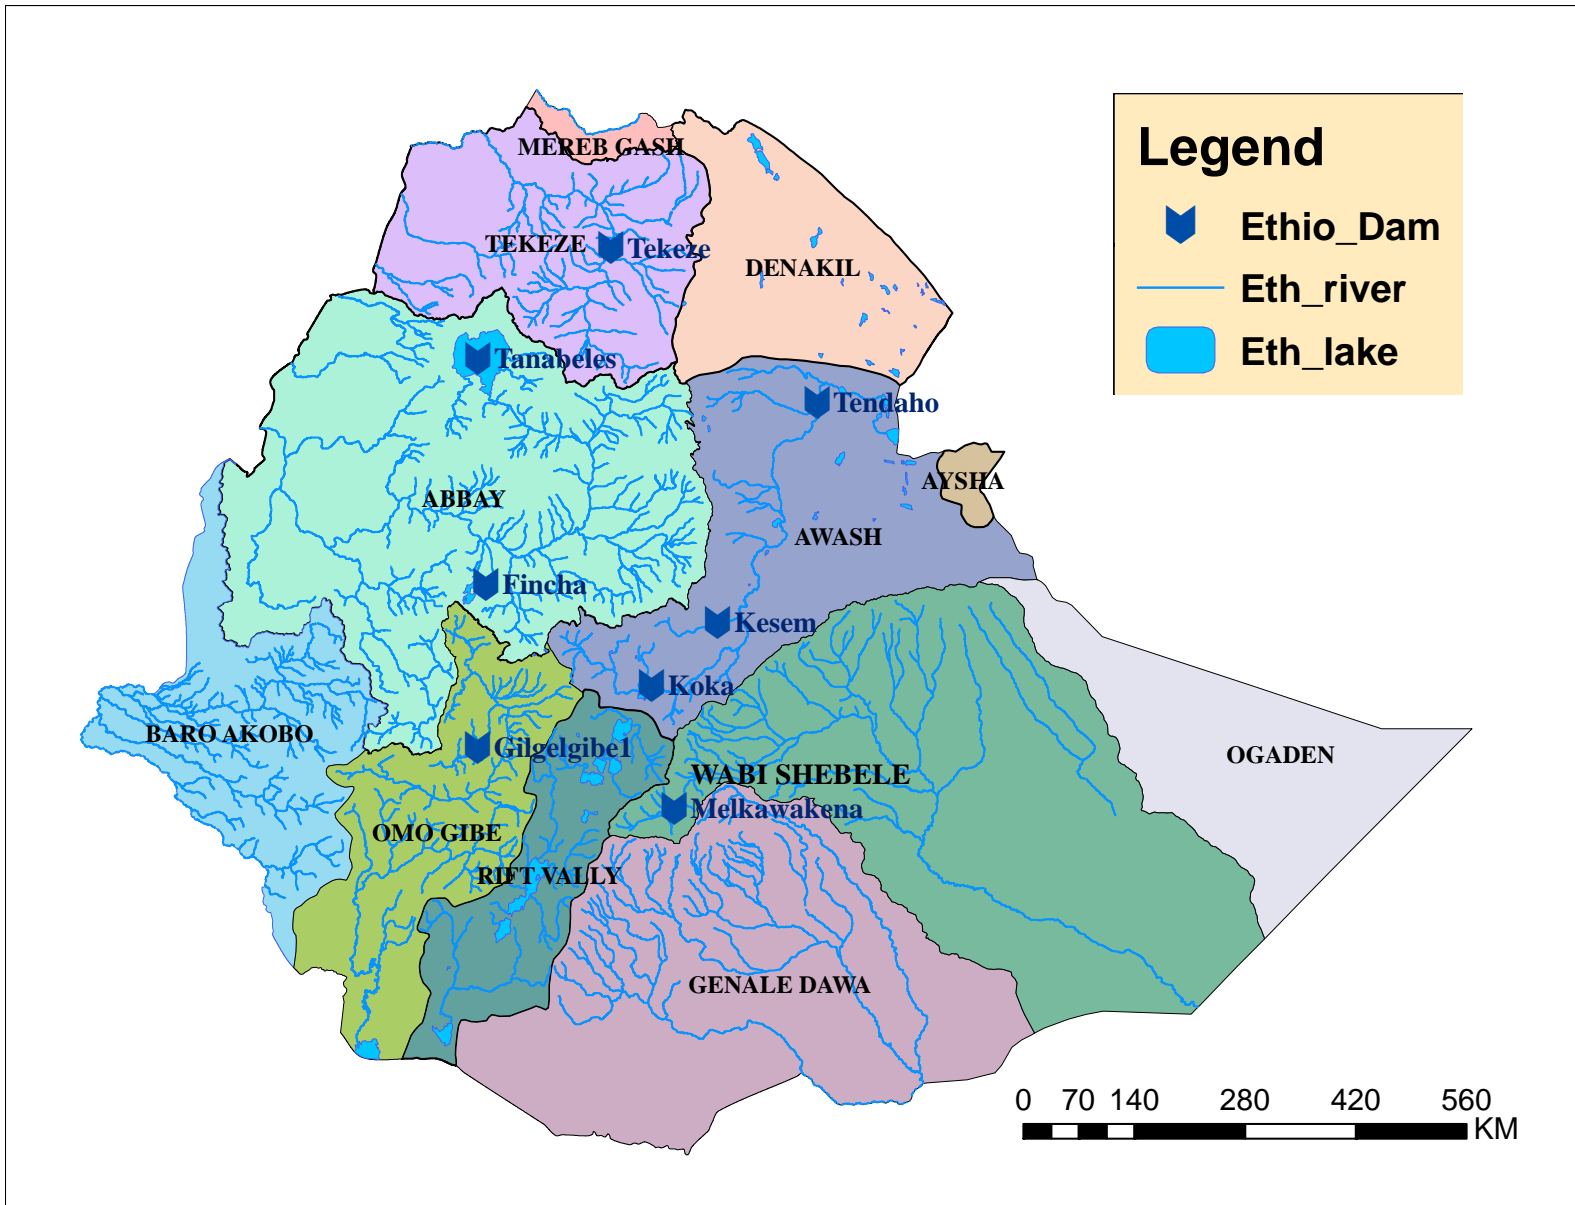 Legend
Ethio_Dam
Eth_river
Eth_lake
MEREB GASH
TEKEZE
Tekeze
DENAKIL
Tanabeles
Tendaho
AYSHA
ABBAY
AWASH
Fincha
Kesem
Koka
BARO AKOBO
Gilgelgibe1
OGADEN
WABI SHEBELE
Melkawakena
OMO GIBE
RIFT VALLY
GENALE DAWA
0 70 140 280 420 560
KM